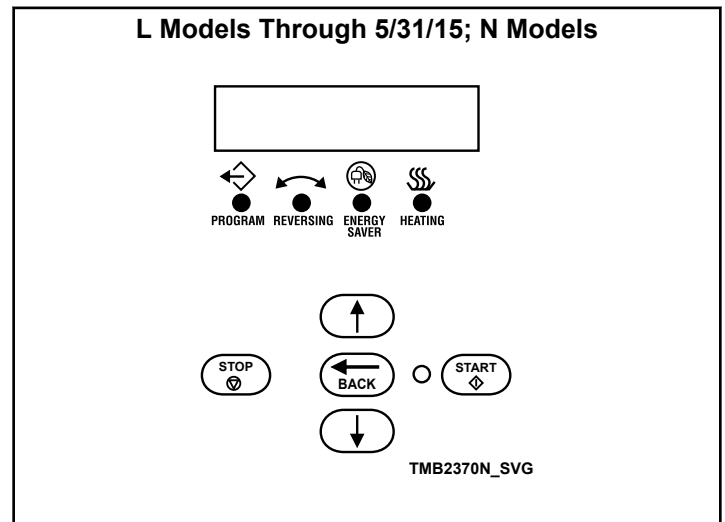 L Models Through 5/31/15; N Models
PROGRAM REVERSING ENERGY SAVER HEATING
STOP
BACK
START
TMB2370N_SVG